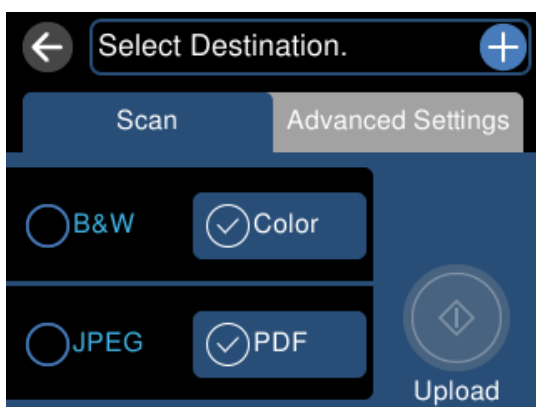 Select Destination.
Scan
Advanced Settings
B&W
Color
JPEG
PDF
Upload